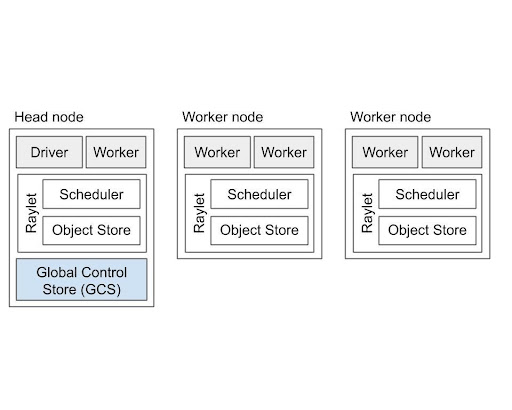 Head node
Worker node
Worker node
Driver
Worker
Worker
Worker
Worker
Worker
Raylet
Scheduler
Object Store
Raylet
Scheduler
Object Store
Raylet
Scheduler
Object Store
Global Control
Store (GCS)